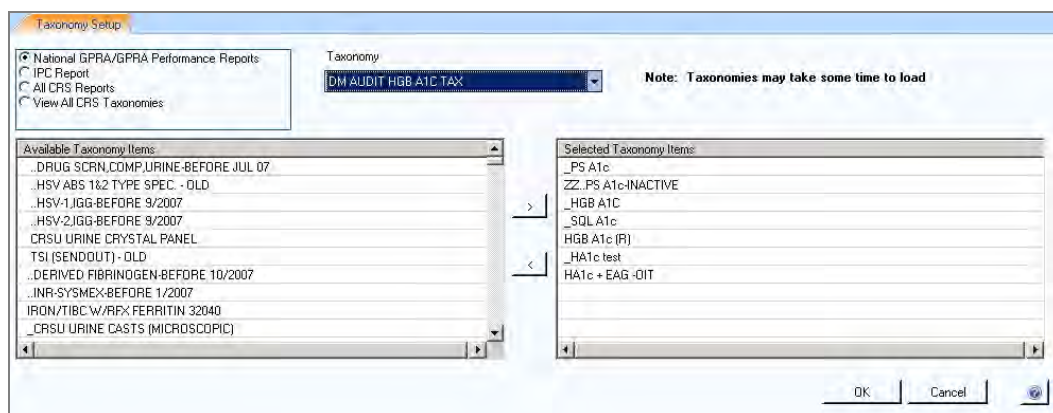 Taxonomy Setup
National GPRA/GPRA Performance Reports
IPC Report
All CRS Reports
View All CRS Taxonomies
Taxonomy
DM AUDIT HGB A1C TAX
Note: Taxonomies may take some time to load
Available Taxonomy Items
..DRUG SCRN,COMP,URINE-BEFORE JUL 07
..HSV ABS 1&2 TYPE SPEC. - OLD
..HSV-1,IGG-BEFORE 9/2007
..HSV-2,IGG-BEFORE 9/2007
CRSU URINE CRYSTAL PANEL
TSI (SENDOUT) - OLD
..DERIVED FIBRINOGEN-BEFORE 10/2007
..INR-SYSMEX-BEFORE 1/2007
IRON/TIBC W/RFX FERRITIN 32040
_CRSU URINE CASTS (MICROSCOPIC)
>
<
Selected Taxonomy Items
_PS A1c
ZZ..PS A1c-INACTIVE
_HGB A1C
_SQL A1c
HGB A1c (R)
_HA1c test
HA1c + EAG -OIT
OK
Cancel
?